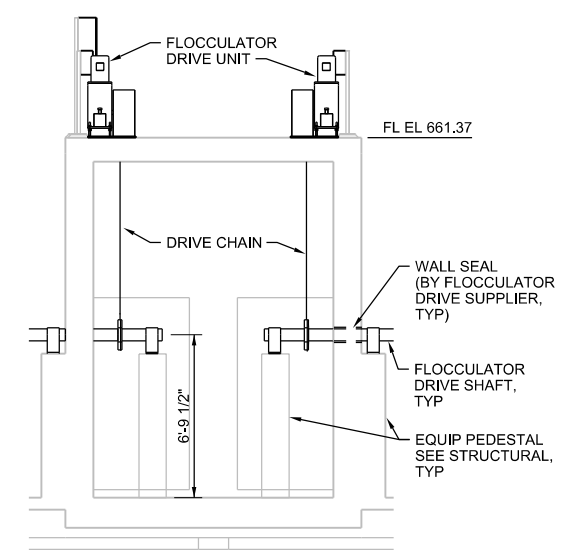 FLOCCULATOR
DRIVE UNIT
FL EL 661.37
DRIVE CHAIN
WALL SEAL
(BY FLOCCULATOR
DRIVE SUPPLIER,
TYP)
FLOCCULATOR
DRIVE SHAFT,
TYP
6'-9 1/2"
EQUIP PEDESTAL
SEE STRUCTURAL,
TYP